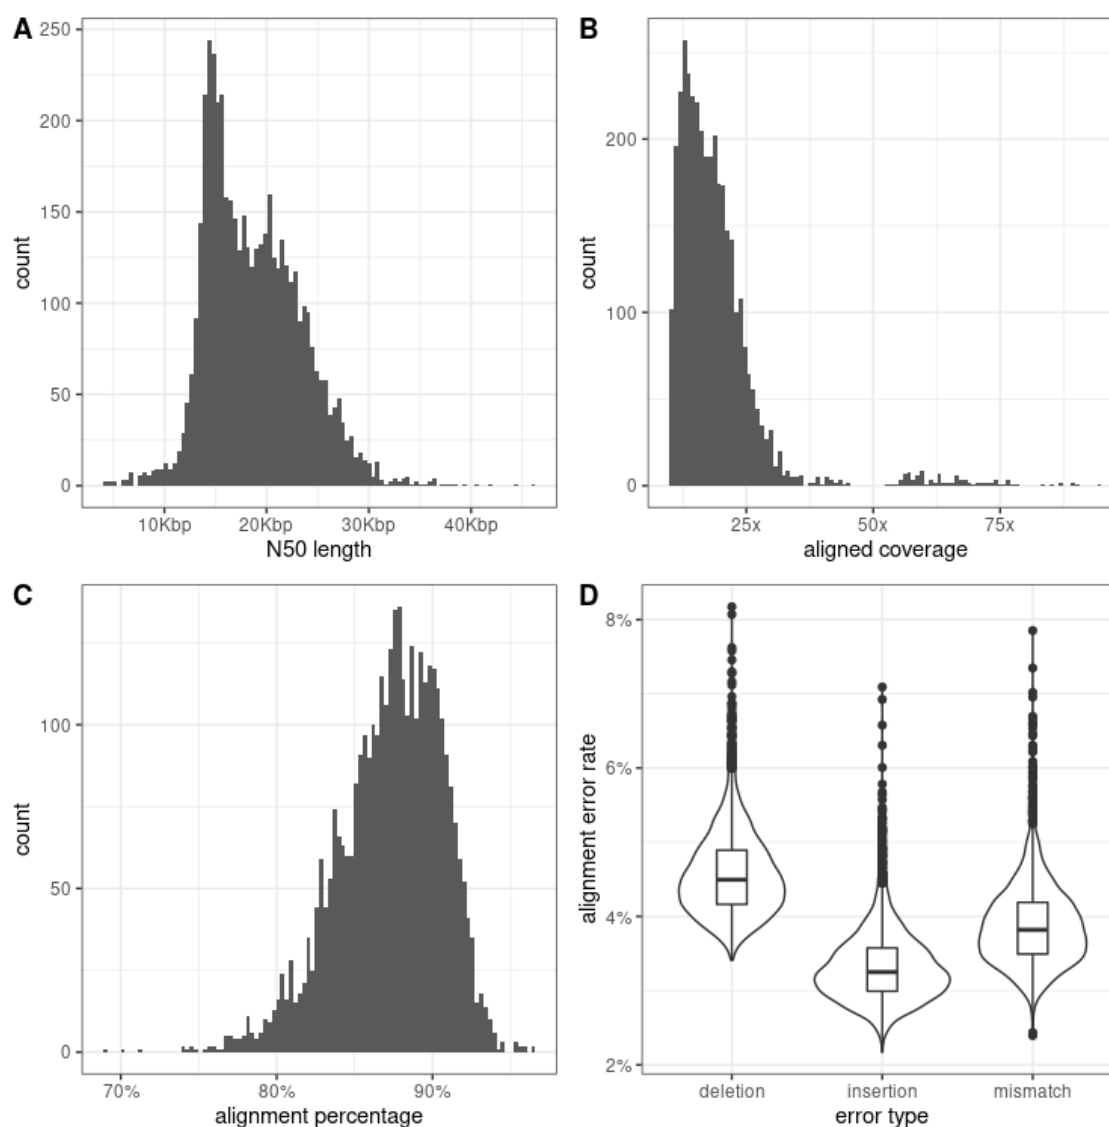 A
count
250
200
150
100
50
0
10Kbp 20Kbp 30Kbp 40Kbp
N50 length
B
count
200
100
0
25x 50x 75x
aligned coverage
C
count
100
50
0
70% 80% 90%
alignment percentage
D
alignment error rate
8%
6%
4%
2%
deletion insertion mismatch
error type